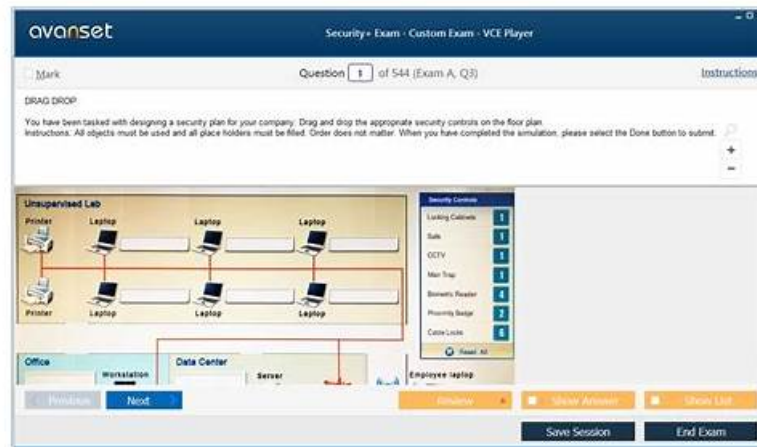 avanset
Security+ Exam - Custom Exam - VCE Player
Mark
Question 1 of 544 (Exam A, Q3)
Instructions
DRAG DROP
You have been tasked with designing a security plan for your company. Drag and drop the appropriate security controls on the floor plan.
Instructions: All objects must be used and all place holders must be filled. Order does not matter. When you have completed the simulation, please select the Done button to submit.
Unsupervised Lab
Printer Laptop Laptop Laptop
Printer Laptop Laptop Laptop
Security Controls
Locking Cabinets 1
Safe 1
CCTV 1
Man Trap 1
Biometric Reader 4
Proximity Badge 2
Cable Locks 6
Reset All
Office Data Center
Workstation Server Employee laptop
Previous Next Review Show Answer Show List
Save Session End Exam